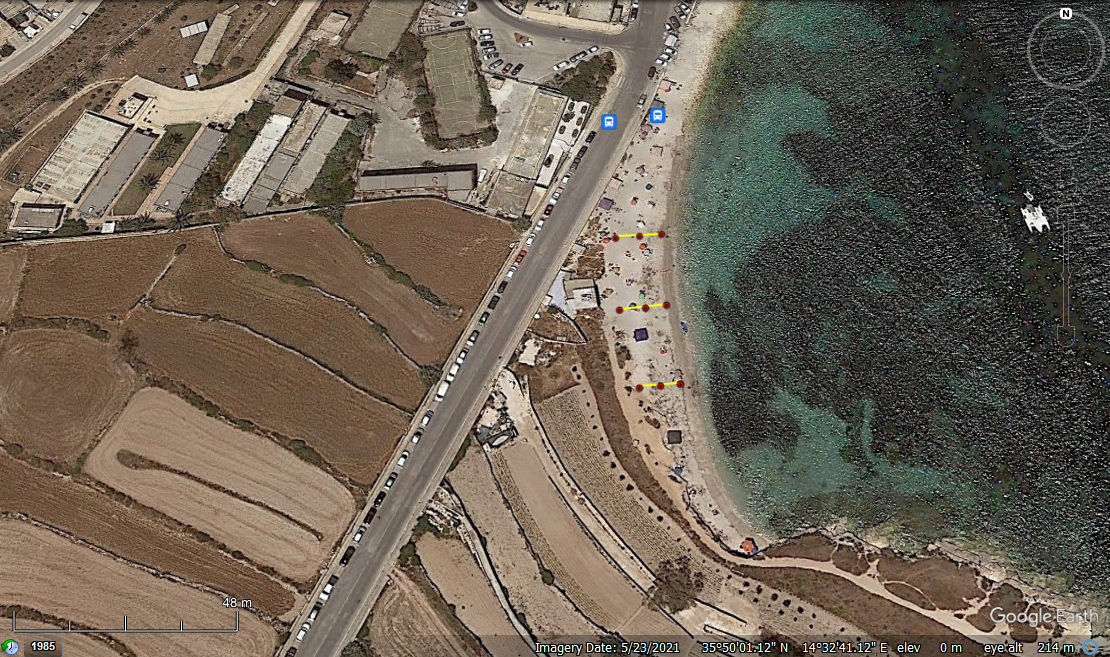 N
48 m
Google Earth
1985
Imagery Date: 5/23/2021 35°50'01.12" N 14°32'41.12" E elev 0 m eye alt 214 m